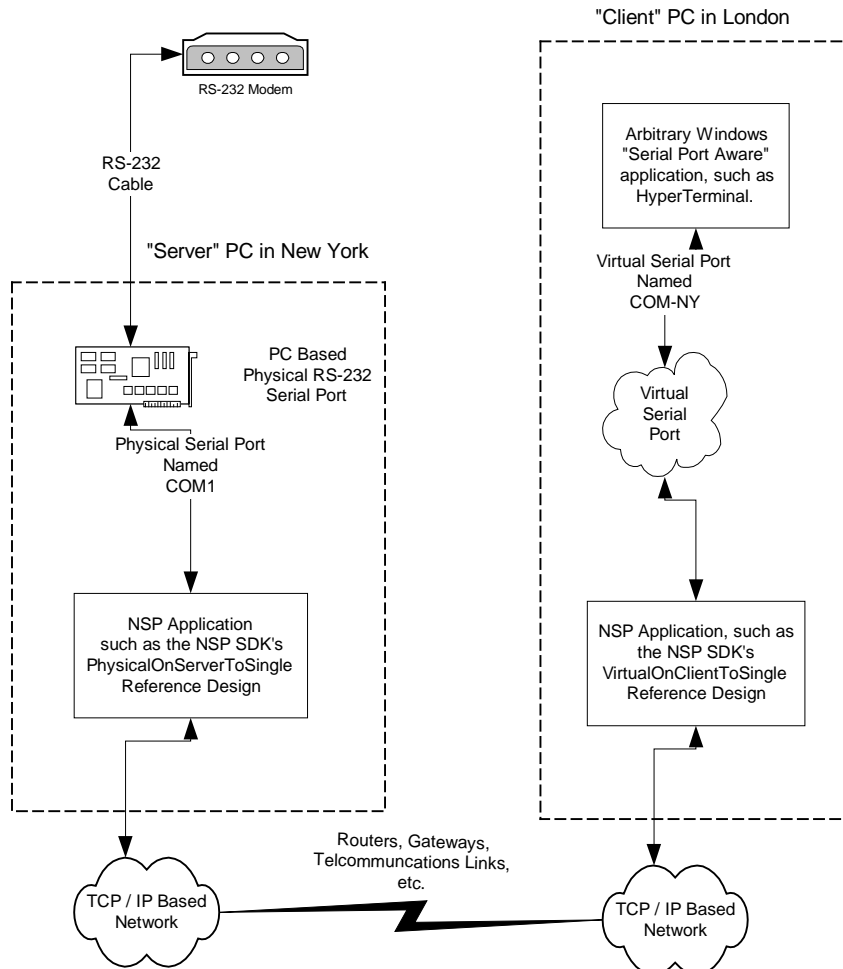 "Client" PC in London
RS-232 Modem
RS-232
Cable
Arbitrary Windows
"Serial Port Aware"
application, such as
HyperTerminal.
"Server" PC in New York
Virtual Serial Port
Named
COM-NY
PC Based
Physical RS-232
Serial Port
Virtual
Serial
Port
Physical Serial Port
Named
COM1
NSP Application
such as the NSP SDK's
PhysicalOnServerToSingle
Reference Design
NSP Application, such as
the NSP SDK's
VirtualOnClientToSingle
Reference Design
Routers, Gateways,
Telcommuncations Links,
etc.
TCP / IP Based
Network
TCP / IP Based
Network